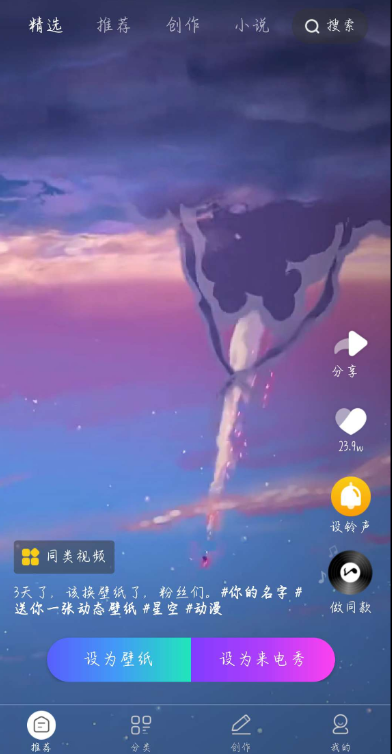 精选 推荐 创作 小说 搜索
分享
23.9w
设铃声
同类视频
3天了，该换壁纸了，粉丝们。#你的名字 #
送你一张动态壁纸 #星空 #动漫
做同款
设为壁纸 设为来电秀
推荐 分类 创作 我的